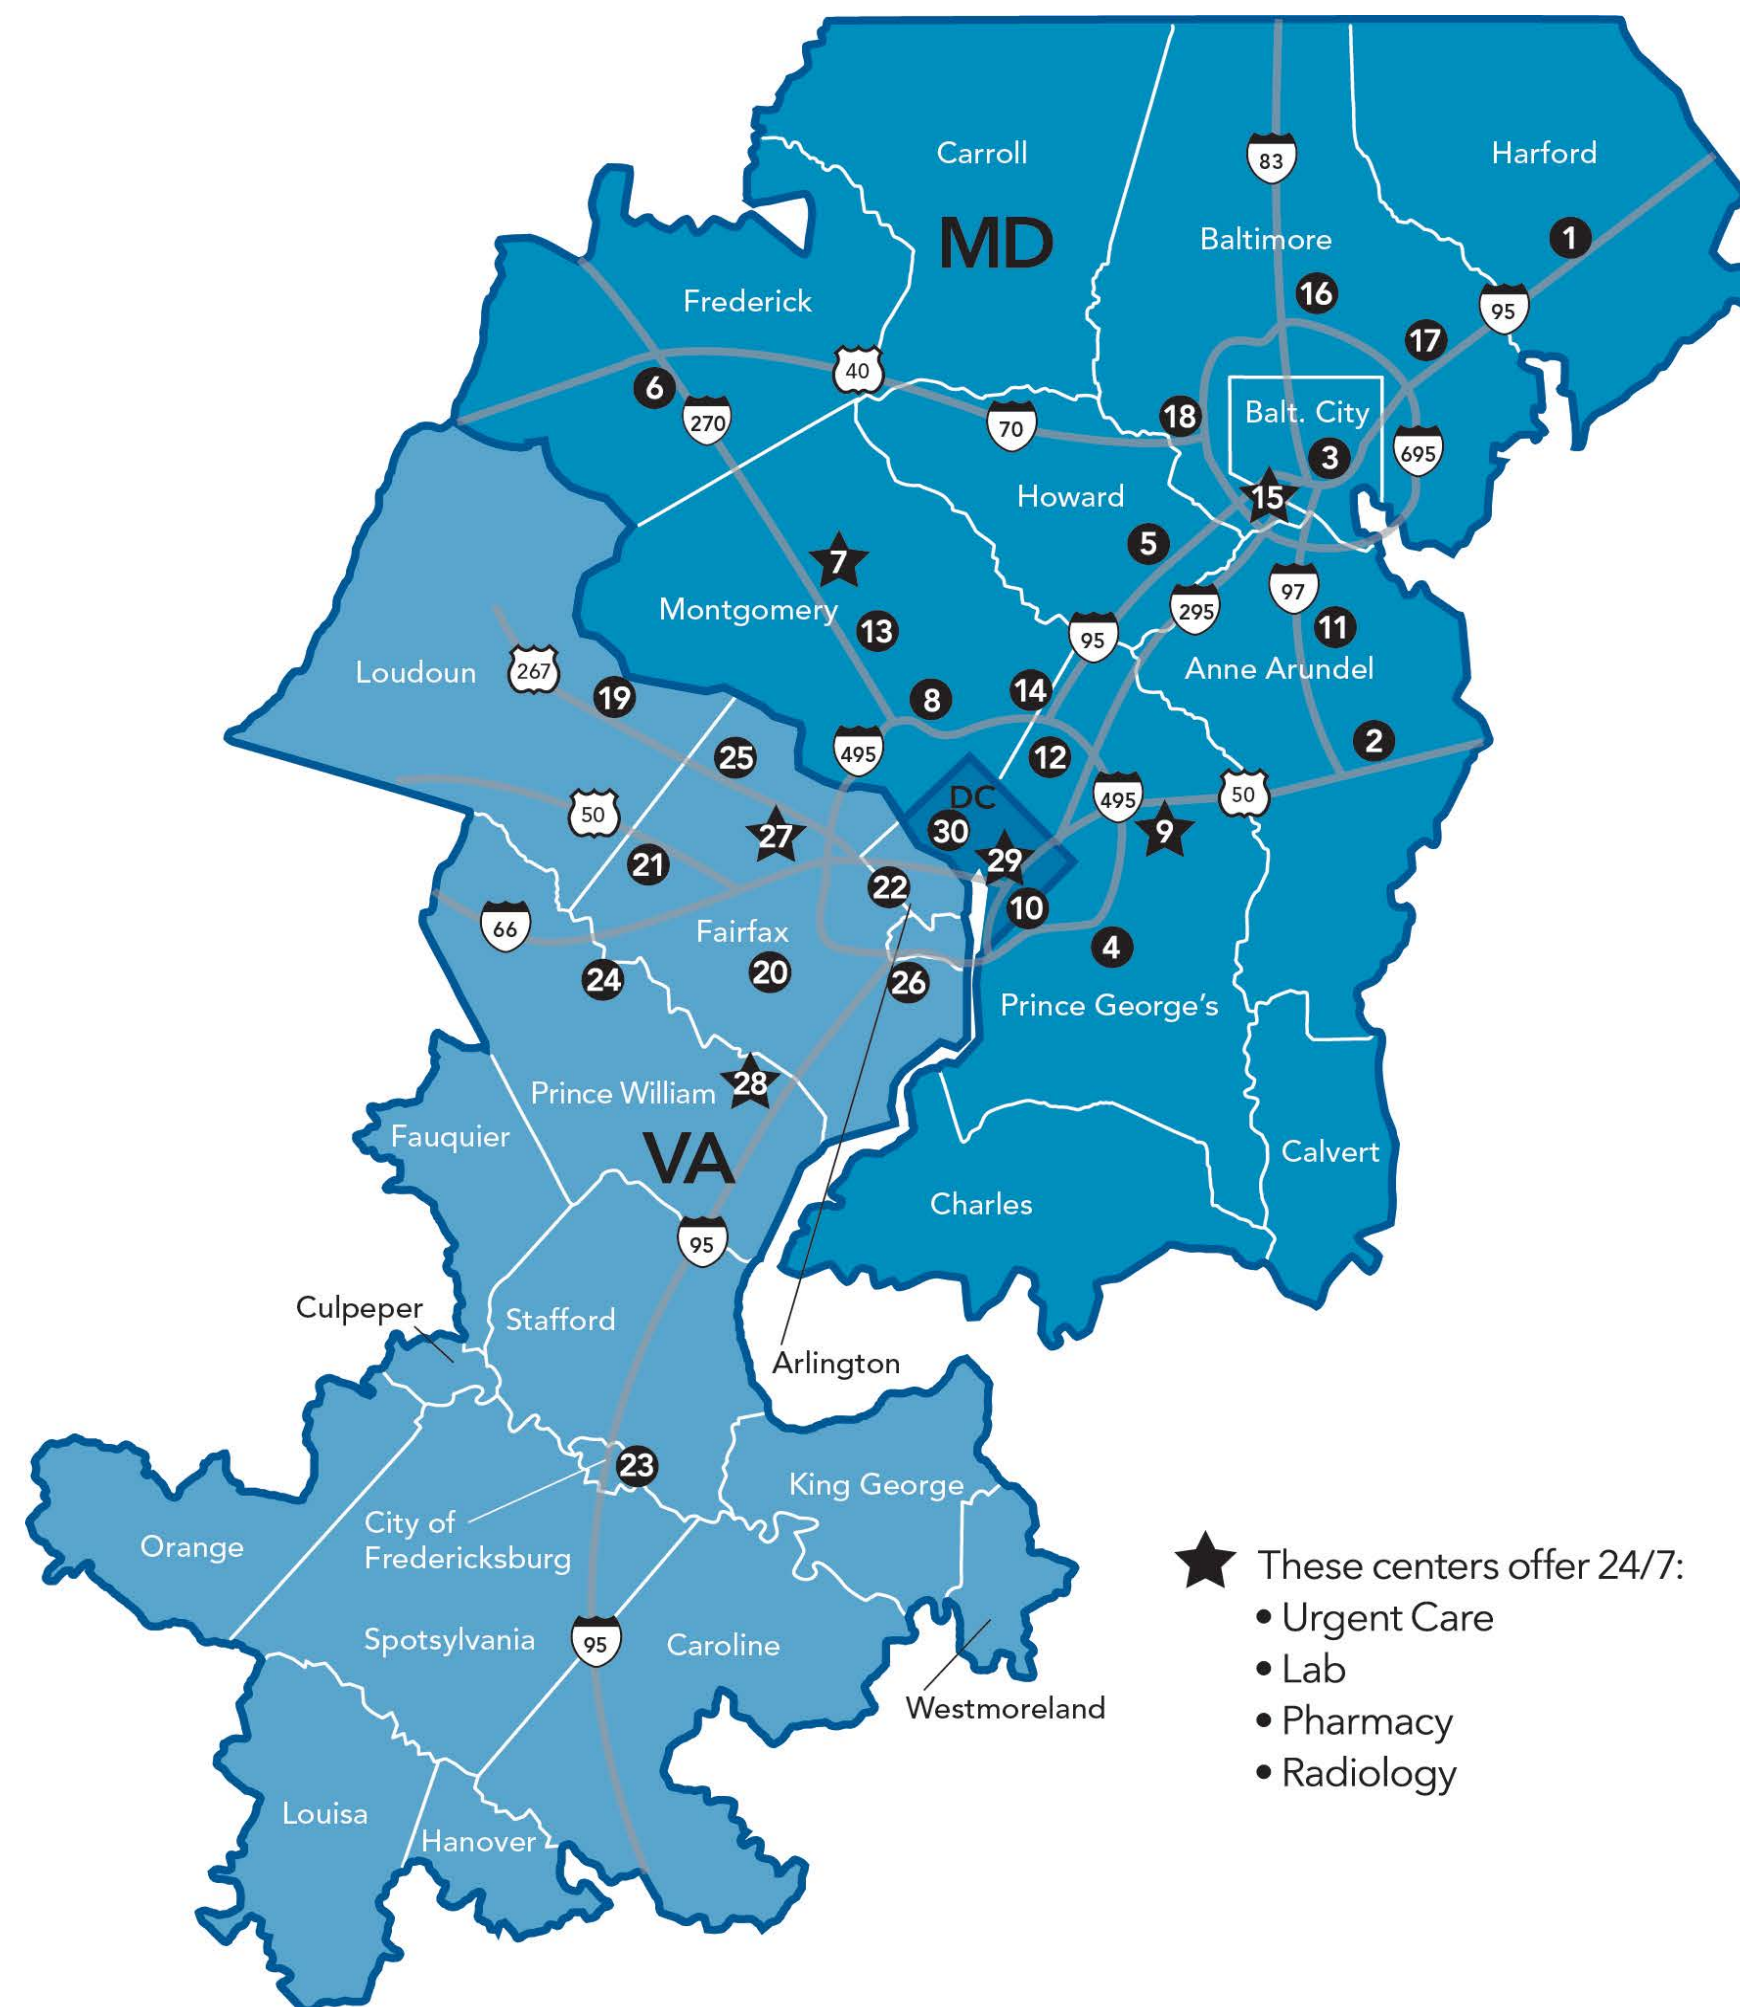 Carroll
83
Harford
MD
Baltimore
1
16
Frederick
95
17
40
6
270
70
18
Balt. City
3
695
15
Howard
5
7
97
295
Montgomery
13
11
95
Loudoun
267
19
Anne Arundel
14
8
2
25
495
12
DC
495
50
50
30
27
9
21
29
22
10
66
Fairfax
4
24
20
26
Prince George’s
28
Prince William
Fauquier
VA
Calvert
Charles
95
Culpeper
Stafford
Arlington
23
King George
City of
Fredericksburg
Orange
These centers offer 24/7:
• Urgent Care
• Lab
• Pharmacy
• Radiology
Spotsylvania
95
Caroline
Westmoreland
Louisa
Hanover